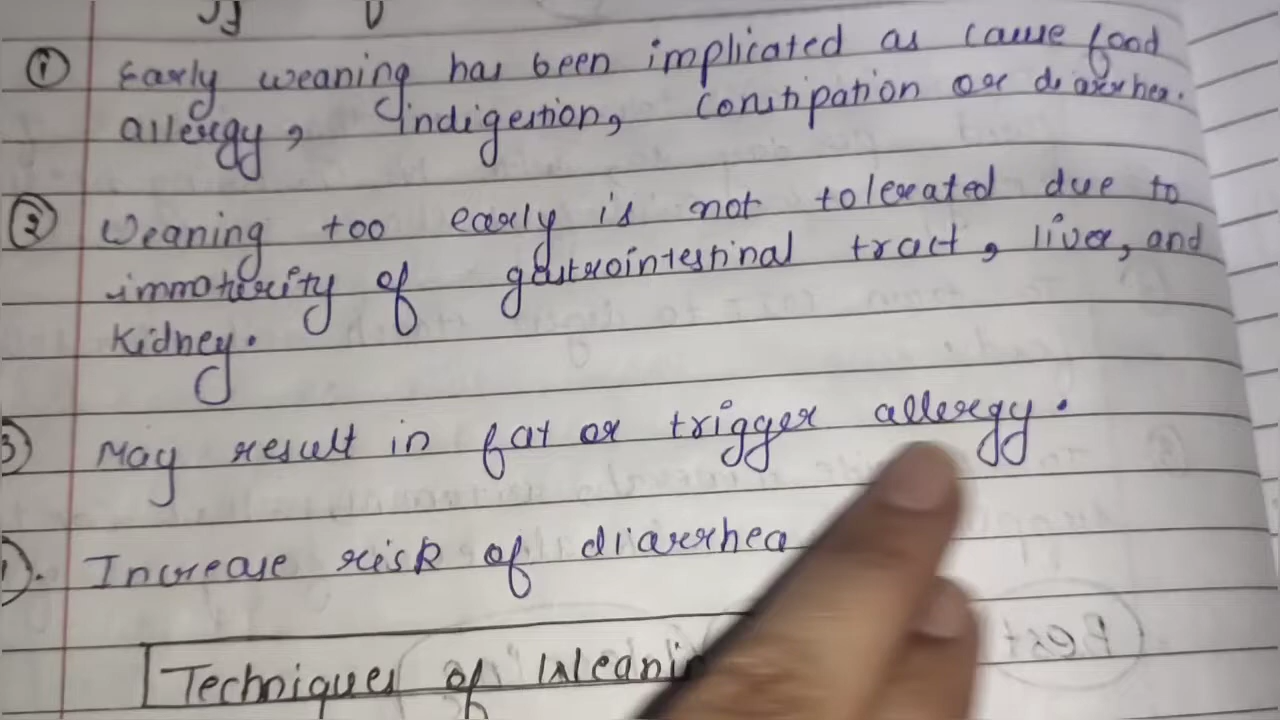 ① Early weaning has been implicated as cause food
allergy, indigestion, constipation or diarrhea.
② Weaning too early is not tolerated due to
immaturity of gastrointestinal tract, liver, and
Kidney.
3) May result in fat or trigger allergy.
). Increase risk of diarrhea
Techniques of